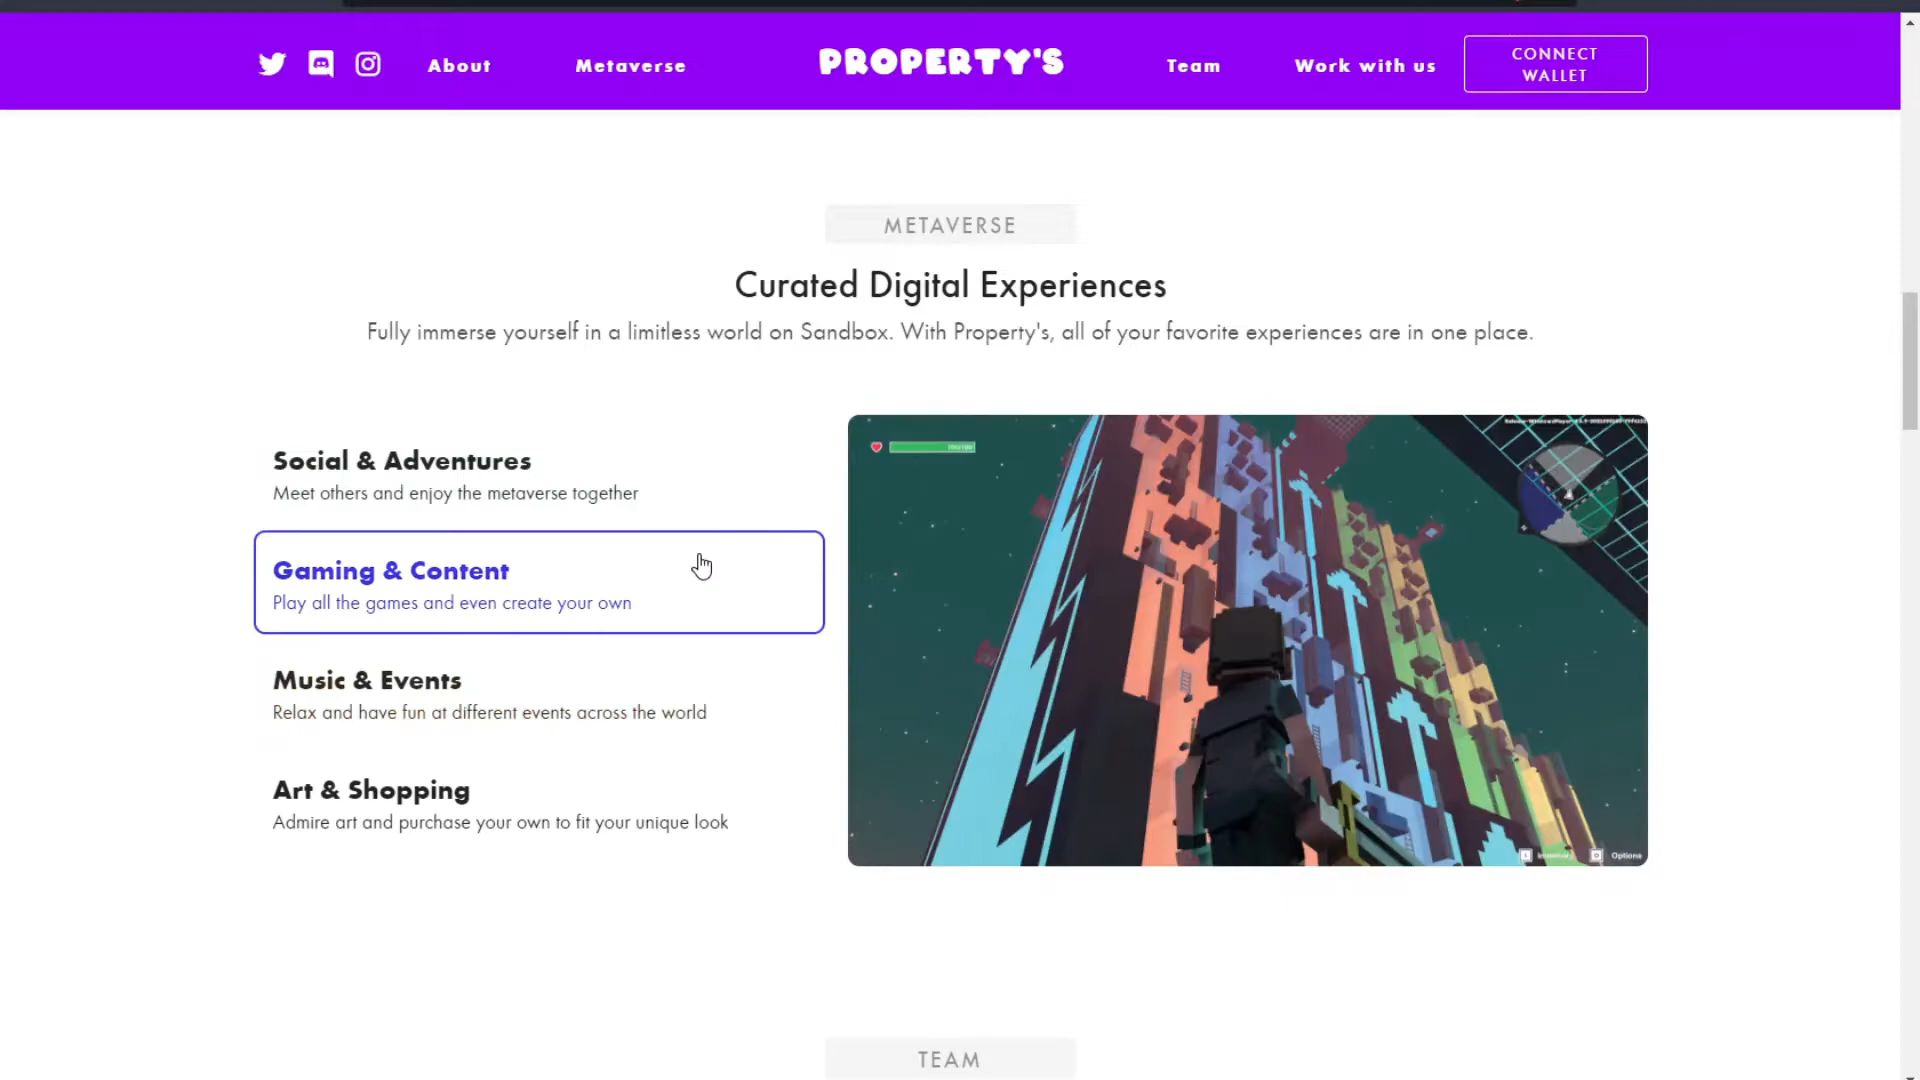 About
Metaverse
PROPERTY'S
Team
Work with us
CONNECT
WALLET
METAVERSE
Curated Digital Experiences
Fully immerse yourself in a limitless world on Sandbox. With Property's, all of your favorite experiences are in one place.
Social & Adventures
Meet others and enjoy the metaverse together
Gaming & Content
Play all the games and even create your own
Music & Events
Relax and have fun at different events across the world
Art & Shopping
Admire art and purchase your own to fit your unique look
Options
TEAM